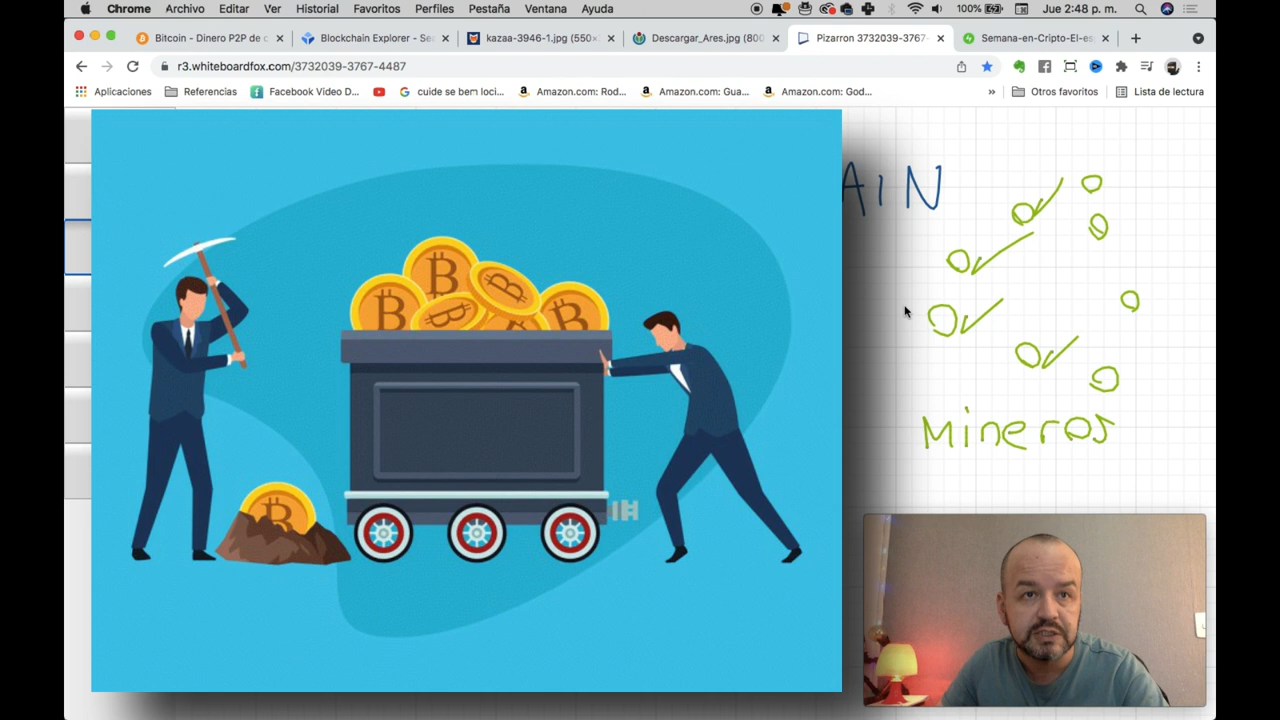 Chrome Archivo Editar Ver Historial Favoritos Perfiles Pestaña Ventana Ayuda 100% Jue 2:48 p. m.
Bitcoin - Dinero P2P de c Blockchain Explorer - Se kazaa-3946-1.jpg (550× Descargar_Ares.jpg (800 Pizarron 3732039-3767- Semana-en-Cripto-El-es
r3.whiteboardfox.com/3732039-3767-4487
Aplicaciones Referencias Facebook Video D... cuide se bem loci... Amazon.com: Rod... Amazon.com: Gua... Amazon.com: God... » Otros favoritos Lista de lectura
AIN
Mineros